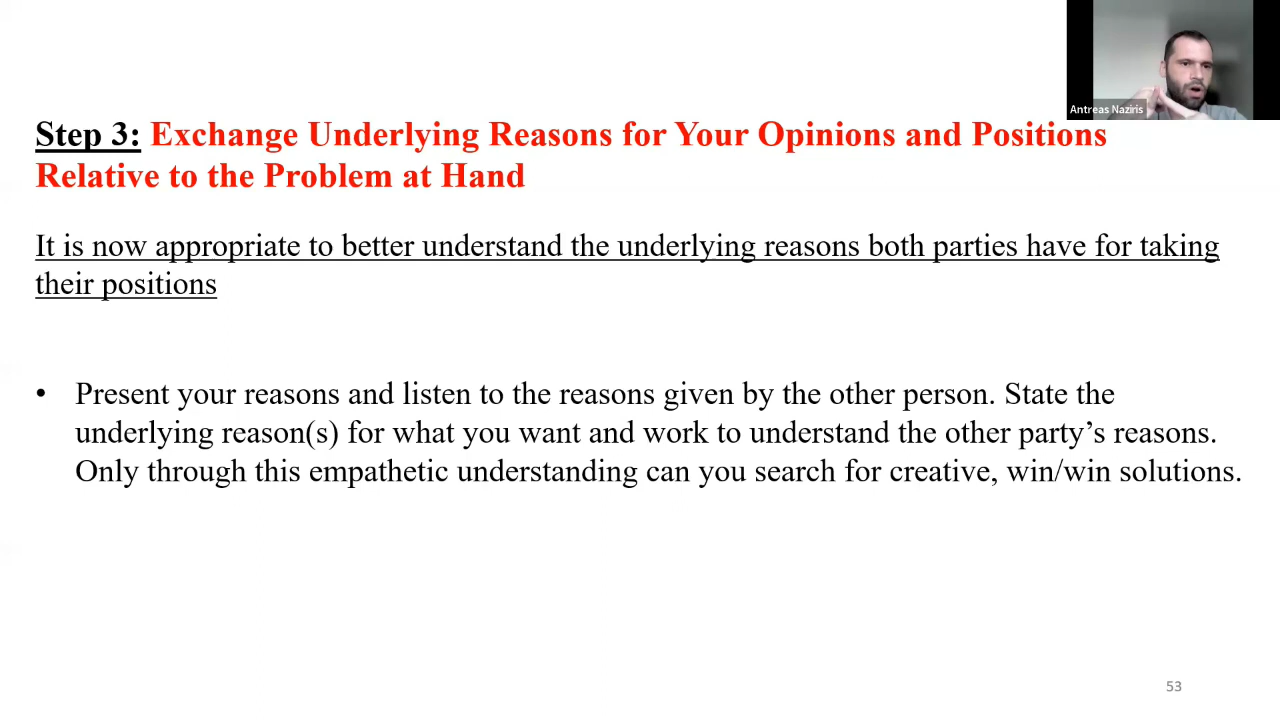 Antreas Naziris
Step 3: Exchange Underlying Reasons for Your Opinions and Positions
Relative to the Problem at Hand
It is now appropriate to better understand the underlying reasons both parties have for taking
their positions
• Present your reasons and listen to the reasons given by the other person. State the
underlying reason(s) for what you want and work to understand the other party’s reasons.
Only through this empathetic understanding can you search for creative, win/win solutions.
53